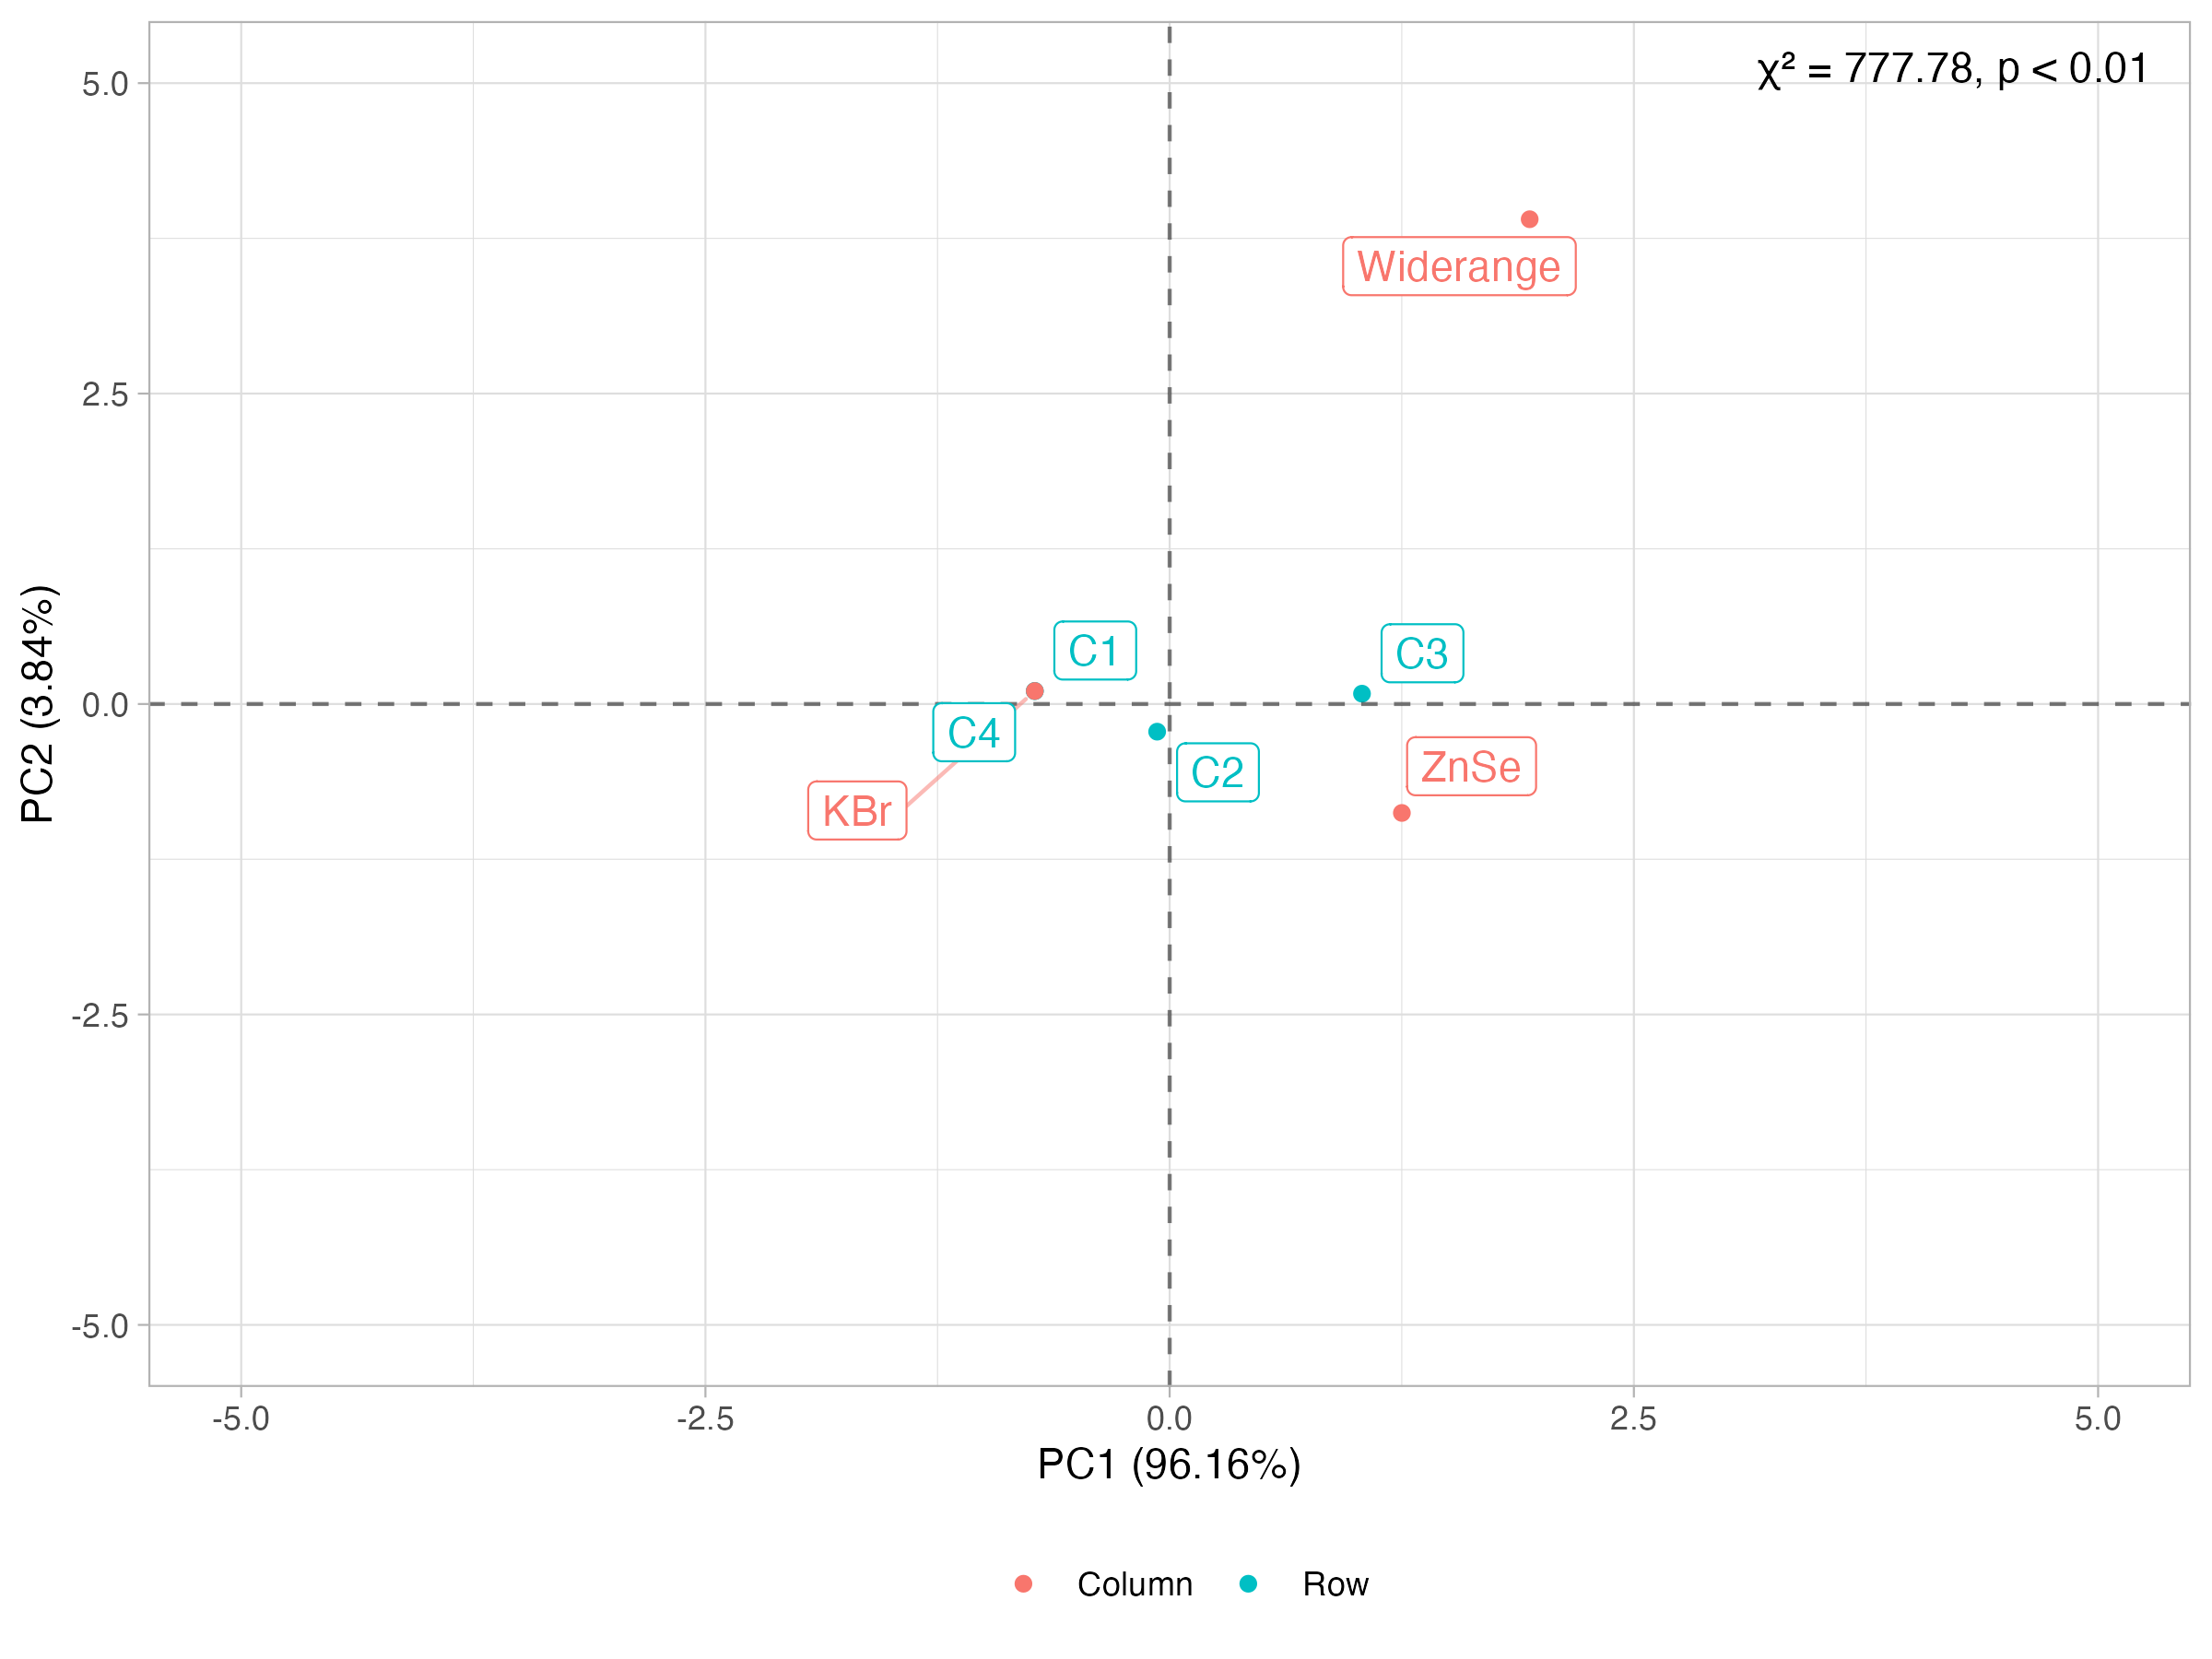 χ² = 777.78, p < 0.01
5.0
2.5
0.0
-2.5
-5.0
PC2 (3.84%)
Widerange
C1
C3
C4
C2
ZnSe
KBr
-5.0
-2.5
0.0
2.5
5.0
PC1 (96.16%)
Column
Row